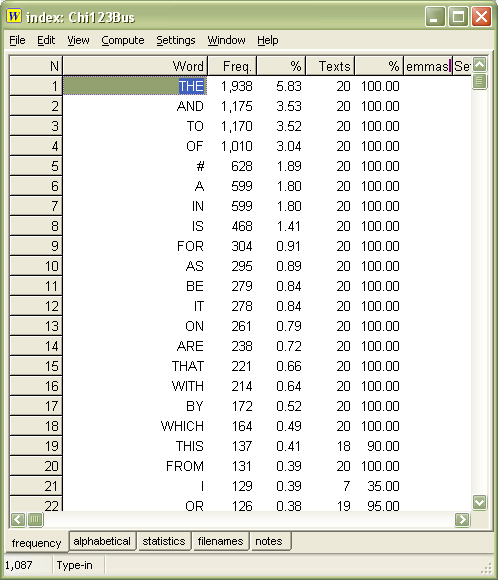 W index: Chi123Bus
File Edit View Compute Settings Window Help
N Word Freq. % Texts % emmas Se
1 THE 1,938 5.83 20 100.00
2 AND 1,175 3.53 20 100.00
3 TO 1,170 3.52 20 100.00
4 OF 1,010 3.04 20 100.00
5 # 628 1.89 20 100.00
6 A 599 1.80 20 100.00
7 IN 599 1.80 20 100.00
8 IS 468 1.41 20 100.00
9 FOR 304 0.91 20 100.00
10 AS 295 0.89 20 100.00
11 BE 279 0.84 20 100.00
12 IT 278 0.84 20 100.00
13 ON 261 0.79 20 100.00
14 ARE 238 0.72 20 100.00
15 THAT 221 0.66 20 100.00
16 WITH 214 0.64 20 100.00
17 BY 172 0.52 20 100.00
18 WHICH 164 0.49 20 100.00
19 THIS 137 0.41 18 90.00
20 FROM 131 0.39 20 100.00
21 I 129 0.39 7 35.00
22 OR 126 0.38 19 95.00
frequency alphabetical statistics filenames notes
1,087 Type-in